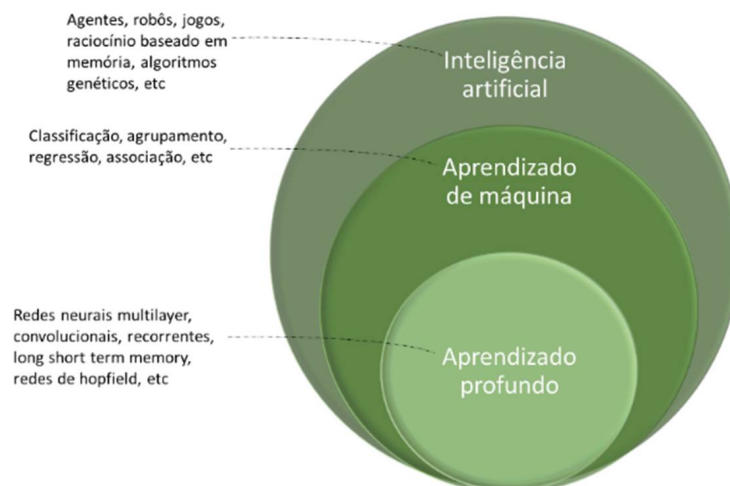 Agentes, robôs, jogos,
raciocínio baseado em
memória, algoritmos
genéticos, etc
Inteligência
artificial
Classificação, agrupamento,
regressão, associação, etc
Aprendizado
de máquina
Redes neurais multilayer,
convolucionais, recorrentes,
long short term memory,
redes de hopfield, etc
Aprendizado
profundo